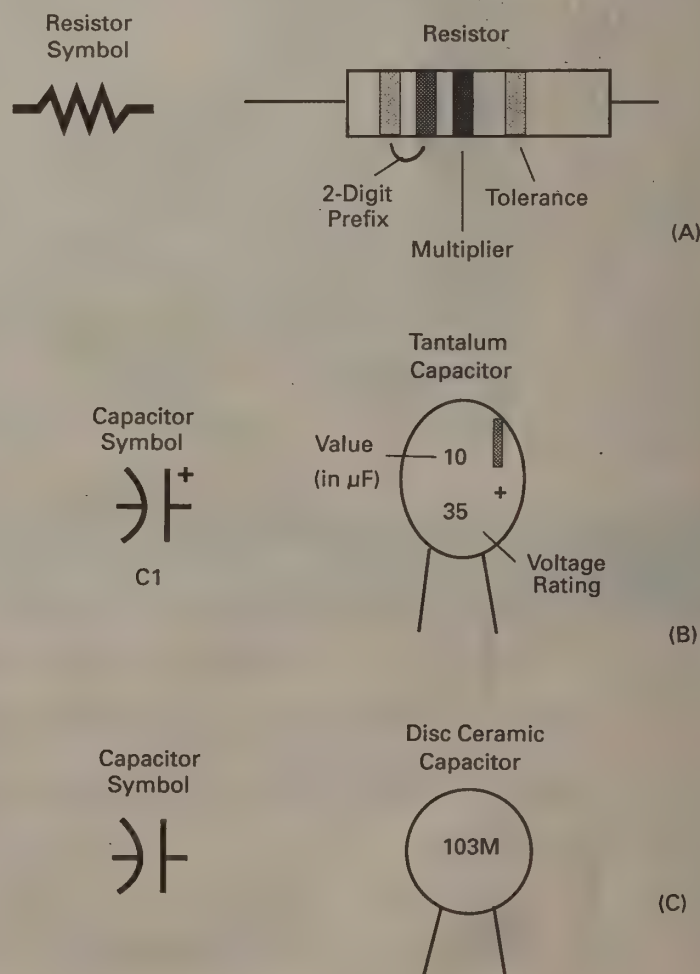 Resistor
Symbol
Resistor
2-Digit
Prefix
Tolerance
Multiplier
(A)
Tantalum
Capacitor
Capacitor
Symbol
+
C1
Value
(in µF)
10
+
35
Voltage
Rating
(B)
Disc Ceramic
Capacitor
Capacitor
Symbol
103M
(C)